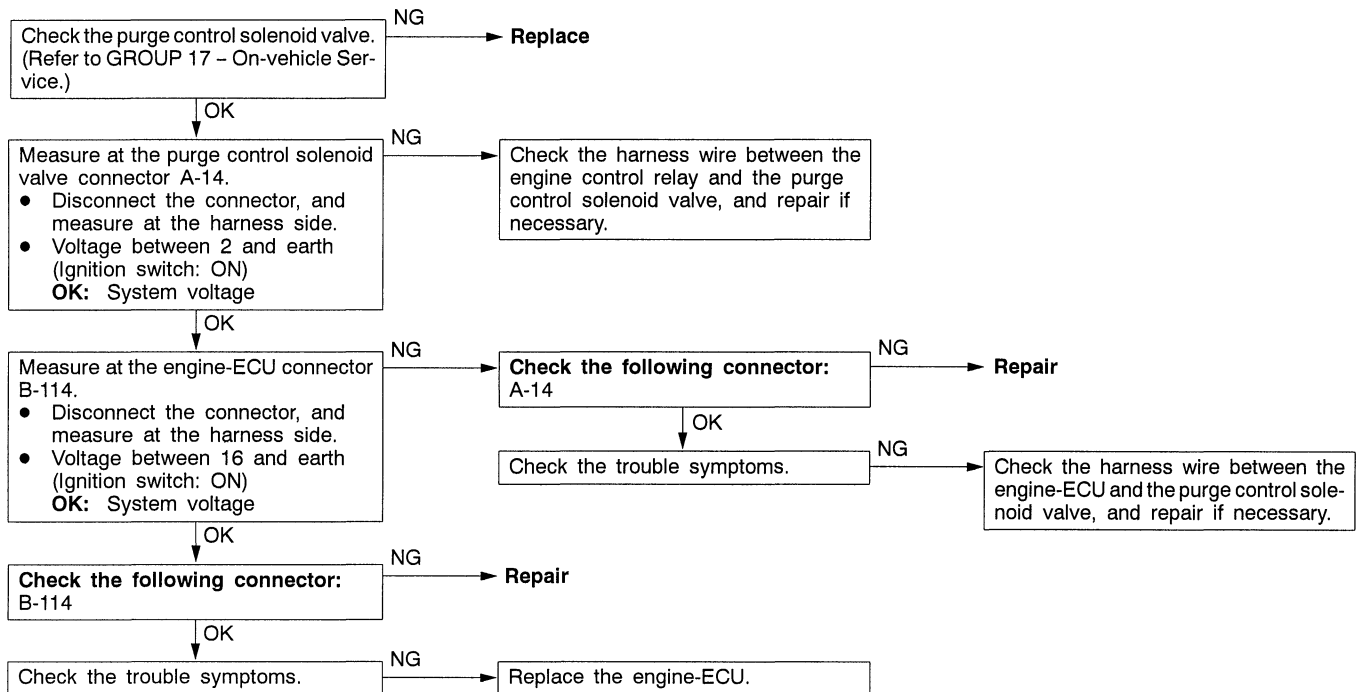 Check the purge control solenoid valve.
(Refer to GROUP 17 – On-vehicle Ser-
vice.)
NG
Replace
OK
Measure at the purge control solenoid
valve connector A-14.
● Disconnect the connector, and
measure at the harness side.
● Voltage between 2 and earth
(Ignition switch: ON)
OK: System voltage
NG
Check the harness wire between the
engine control relay and the purge
control solenoid valve, and repair if
necessary.
OK
Measure at the engine-ECU connector
B-114.
● Disconnect the connector, and
measure at the harness side.
● Voltage between 16 and earth
(Ignition switch: ON)
OK: System voltage
NG
Check the following connector:
A-14
NG
Repair
OK
Check the trouble symptoms.
NG
Check the harness wire between the
engine-ECU and the purge control sole-
noid valve, and repair if necessary.
OK
Check the following connector:
B-114
NG
Repair
OK
Check the trouble symptoms.
NG
Replace the engine-ECU.